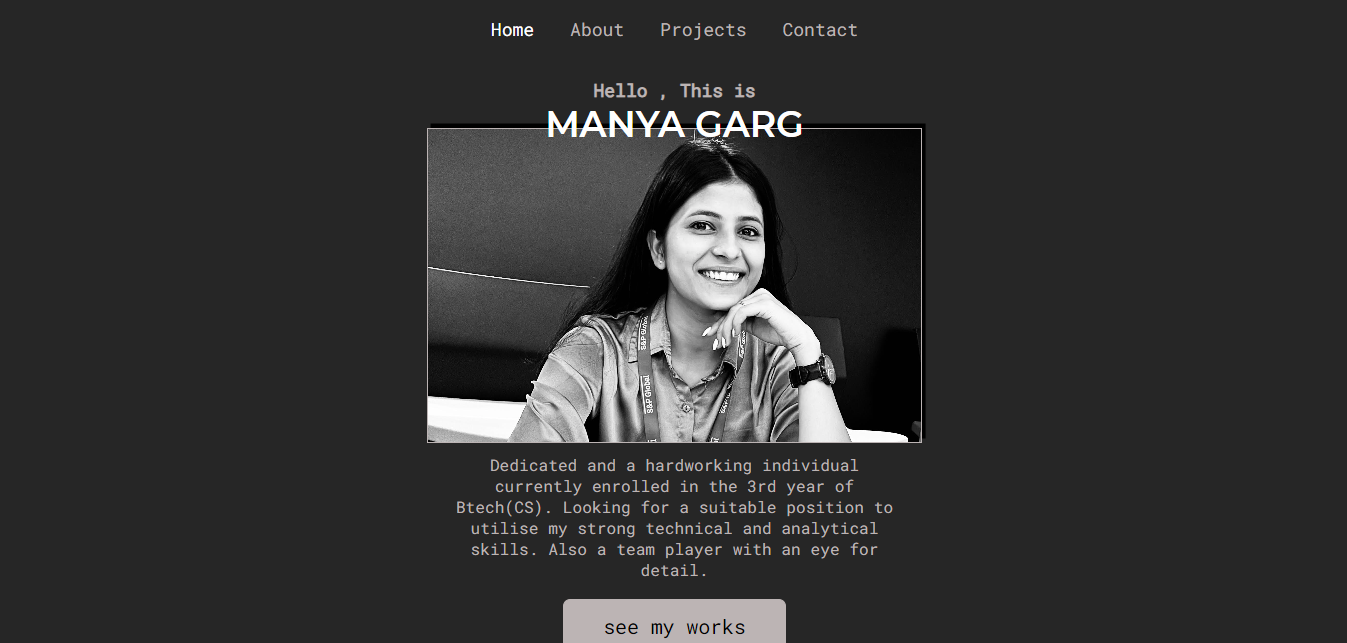 Home About Projects Contact
Hello , This is
MANYA GARG
S&P Global
S&P Global
Dedicated and a hardworking individual
currently enrolled in the 3rd year of
Btech(CS). Looking for a suitable position to
utilise my strong technical and analytical
skills. Also a team player with an eye for
detail.
see my works